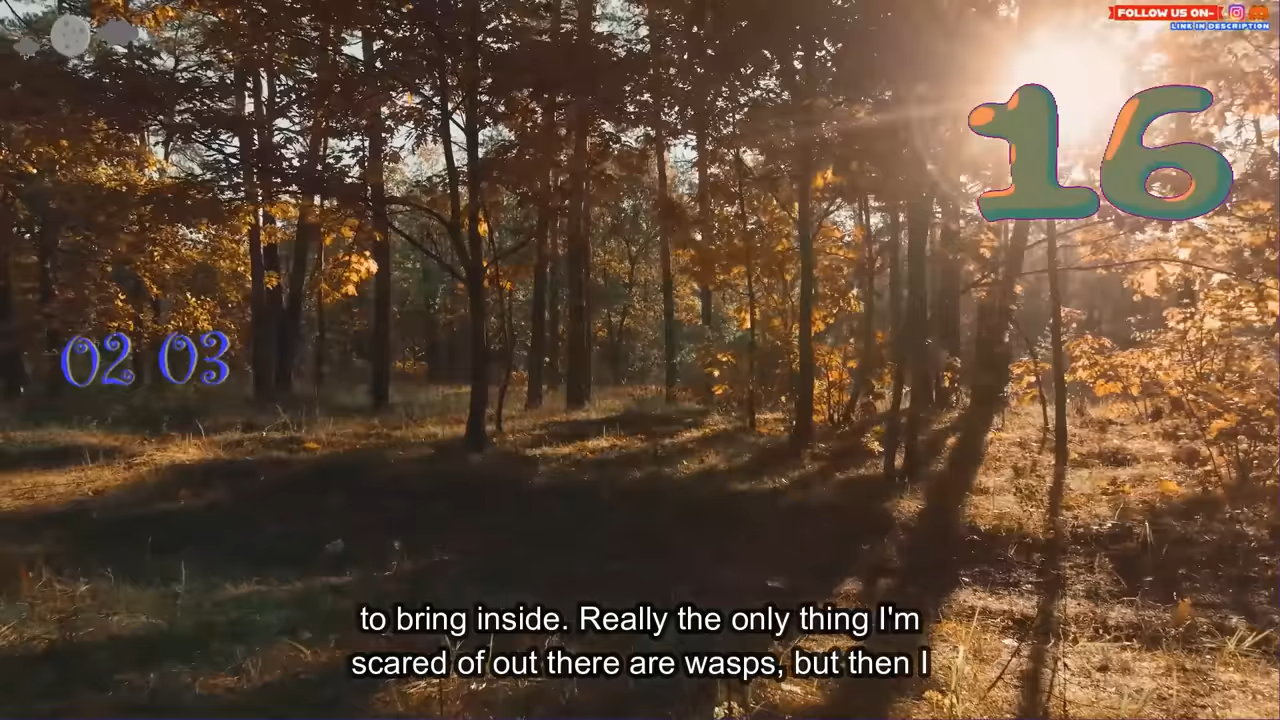 FOLLOW US ON-
LINK IN DESCRIPTION
16
02 03
to bring inside. Really the only thing I'm
scared of out there are wasps, but then I